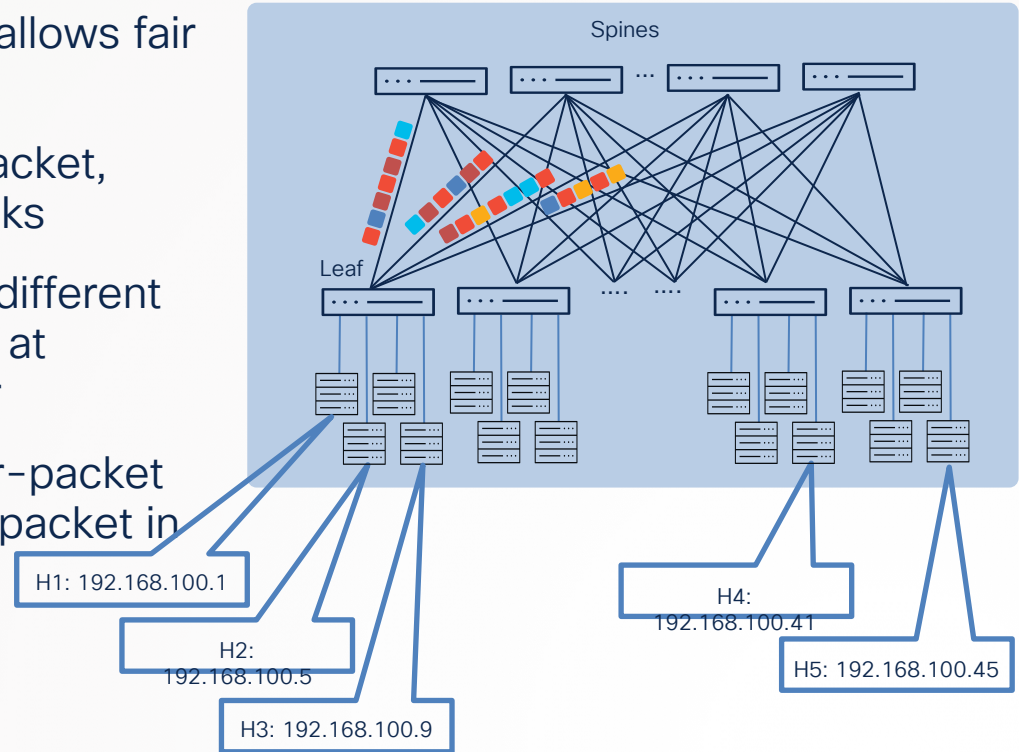 allows fair
acket,
ks
different
at
r-packet
packet in
Spines
...
Leaf
.... ....
H1: 192.168.100.1
H2:
192.168.100.5
H3: 192.168.100.9
H4:
192.168.100.41
H5: 192.168.100.45